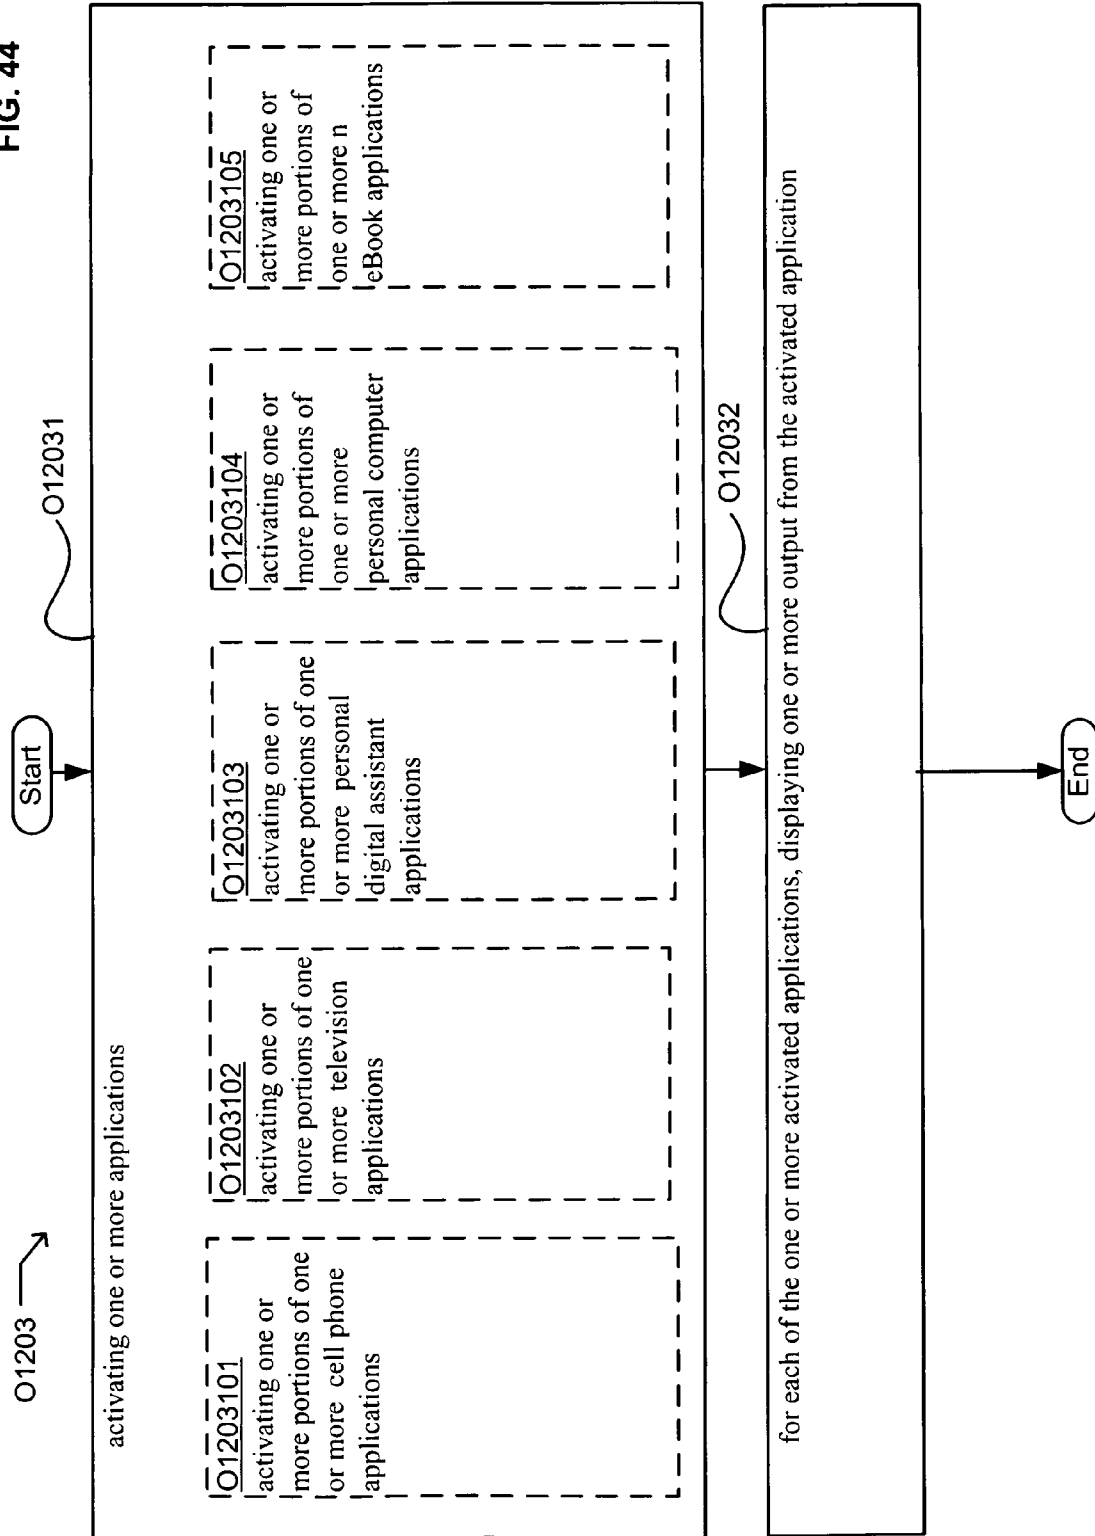 FIG. 44
O1203
Start
O12031
activating one or more applications
O1203101
activating one or
more portions of one
or more cell phone
applications
O1203102
activating one or
more portions of one
or more television
applications
O1203103
activating one or
more portions of one
or more personal
digital assistant
applications
O1203104
activating one or
more portions of
one or more
personal computer
applications
O1203105
activating one or
more portions of
one or more n
eBook applications
O12032
for each of the one or more activated applications, displaying one or more output from the activated application
End